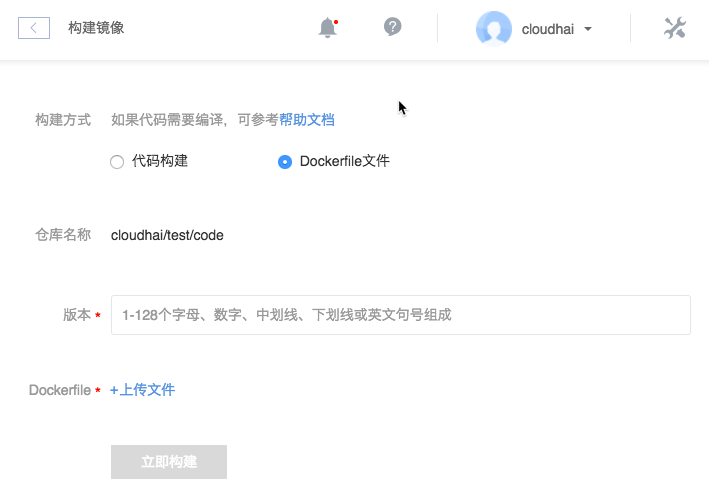 构建镜像 cloudhai
构建方式 如果代码需要编译，可参考帮助文档
代码构建 Dockerfile文件
仓库名称 cloudhai/test/code
版本 * 1-128个字母、数字、中划线、下划线或英文句号组成
Dockerfile * +上传文件
立即构建